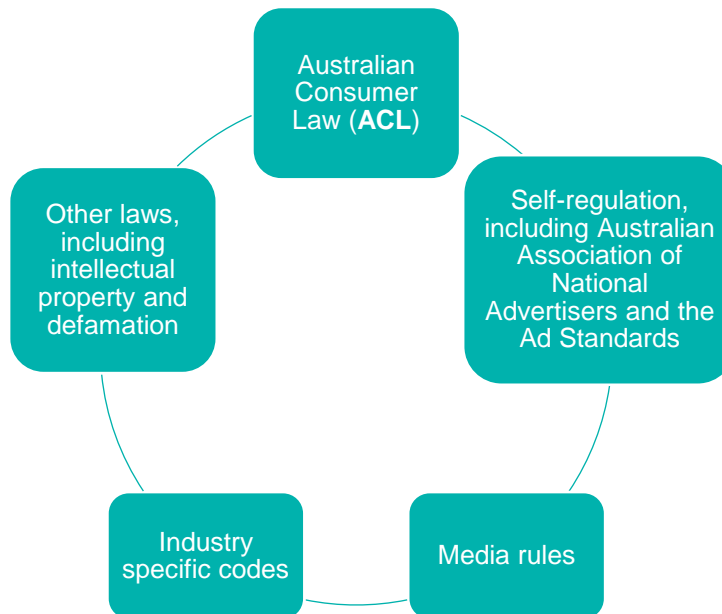 Australian
Consumer
Law (ACL)
Self-regulation,
including Australian
Association of
National
Advertisers and the
Ad Standards
Media rules
Industry
specific codes
Other laws,
including
intellectual
property and
defamation